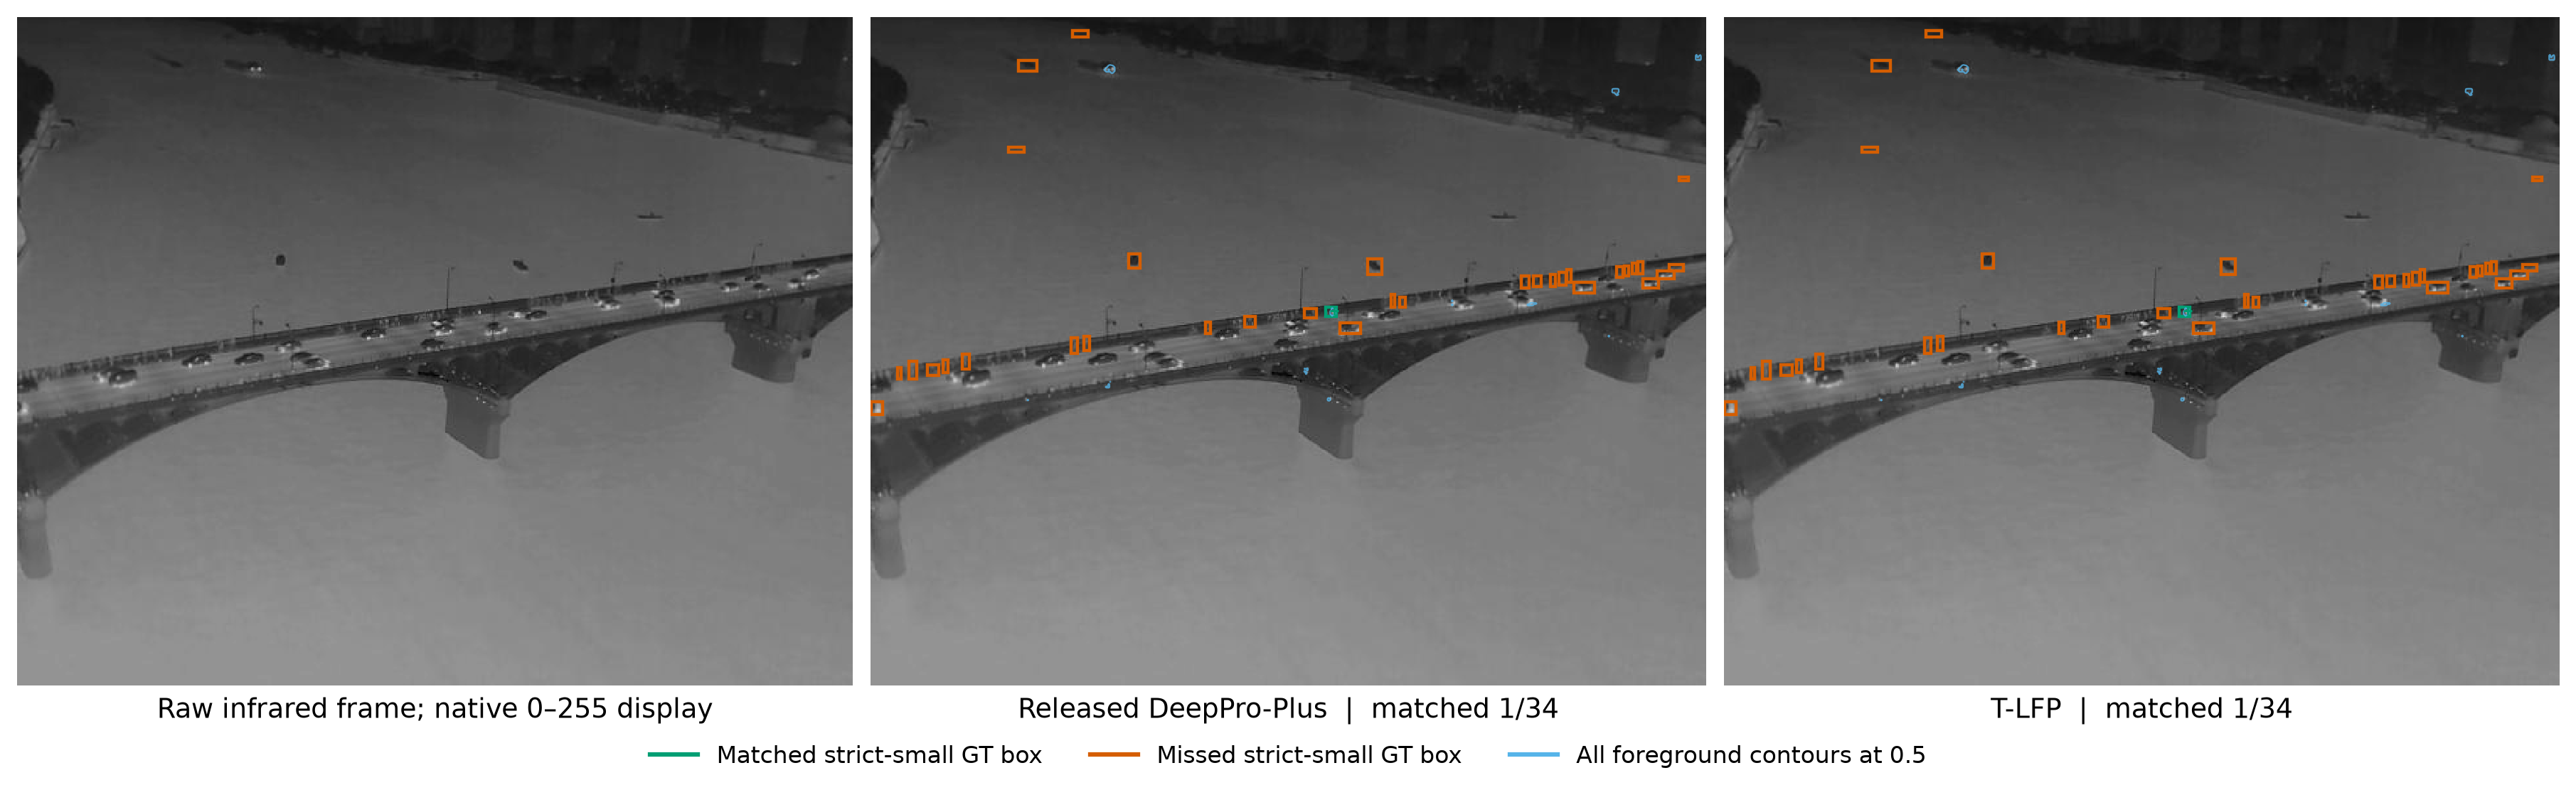 Raw infrared frame; native 0–255 display
Released DeepPro-Plus | matched 1/34
T-LFP | matched 1/34
Matched strict-small GT box
Missed strict-small GT box
All foreground contours at 0.5